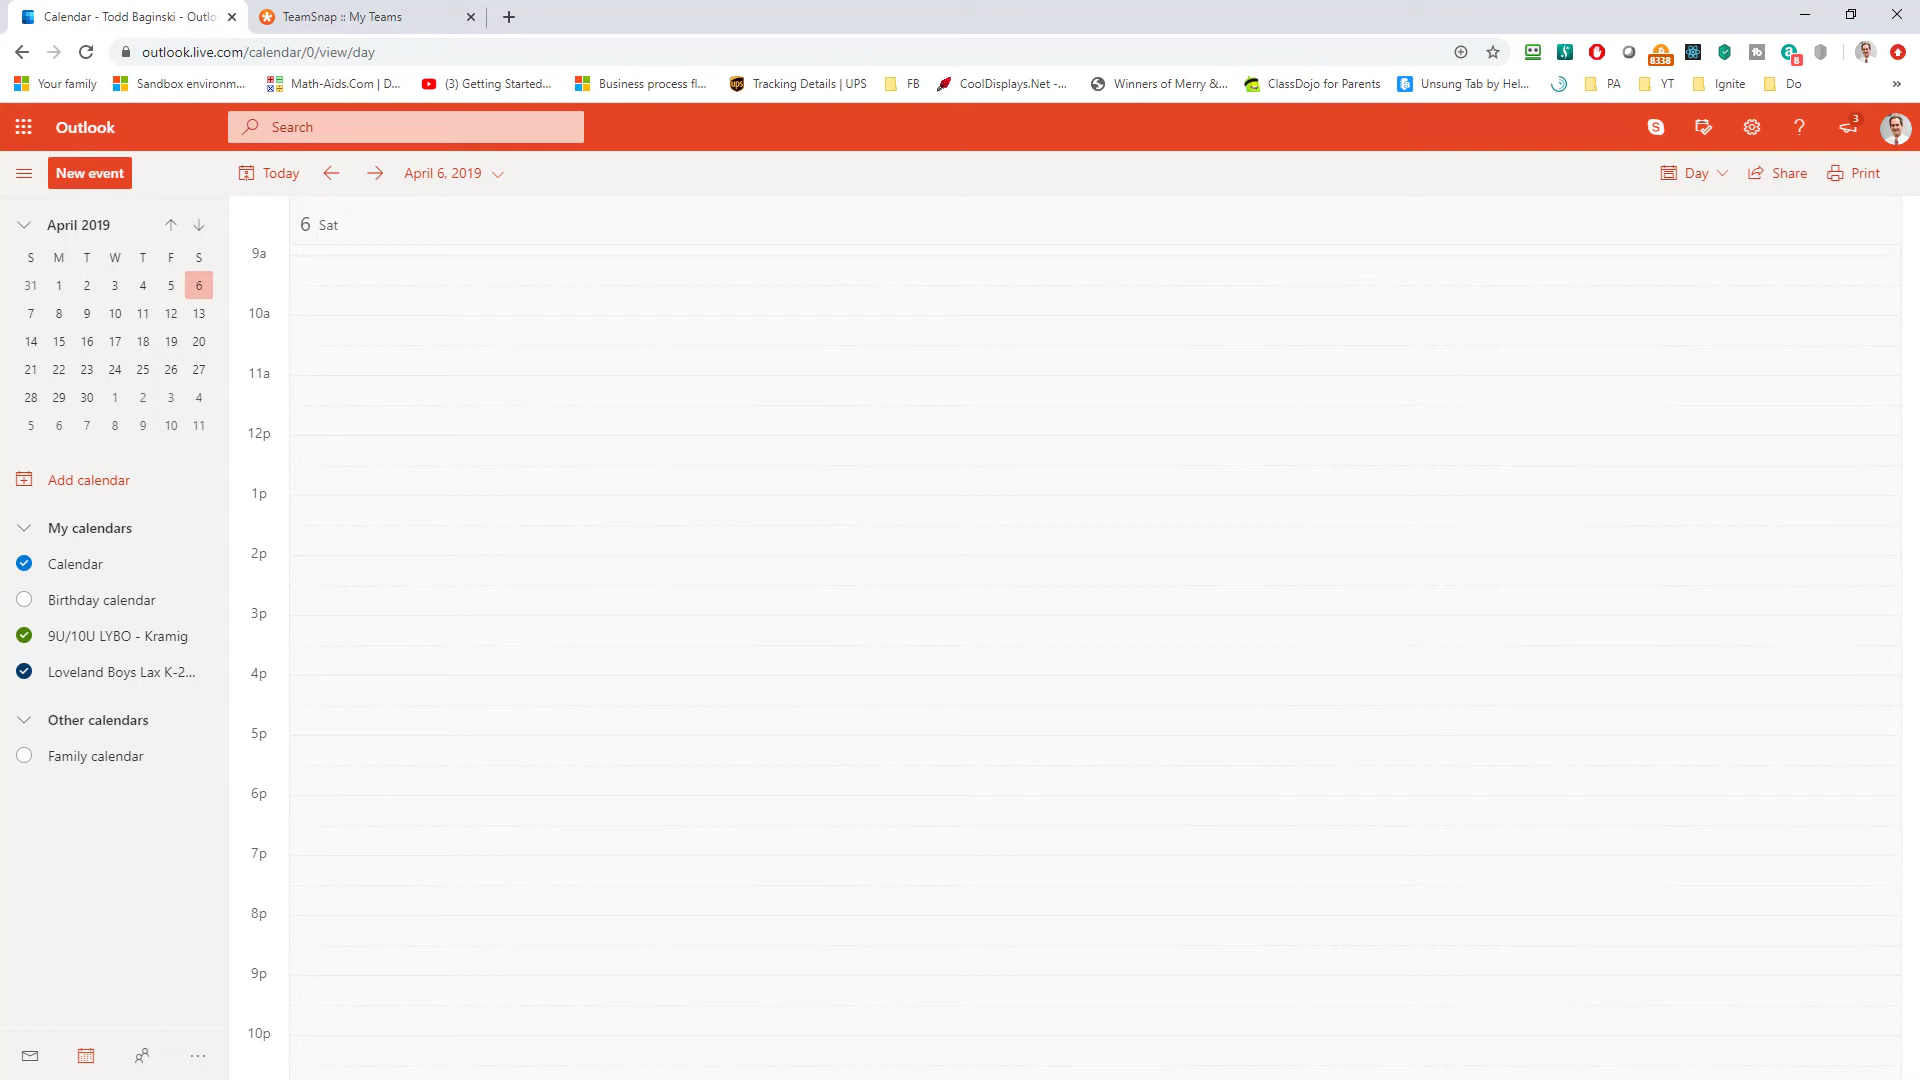 Calendar - Todd Baginski - Outlo
TeamSnap :: My Teams
outlook.live.com/calendar/0/view/day
8338
8
Your family
Sandbox environm...
Math-Aids.Com | D...
(3) Getting Started...
Business process fl...
Tracking Details | UPS
FB
CoolDisplays.Net -...
Winners of Merry &...
ClassDojo for Parents
Unsung Tab by Hel...
PA
YT
Ignite
Do
Outlook
Search
3
New event
Today
April 6, 2019
Day
Share
Print
April 2019
S M T W T F S
31 1 2 3 4 5 6
7 8 9 10 11 12 13
14 15 16 17 18 19 20
21 22 23 24 25 26 27
28 29 30 1 2 3 4
5 6 7 8 9 10 11
Add calendar
My calendars
Calendar
Birthday calendar
9U/10U LYBO - Kramig
Loveland Boys Lax K-2...
Other calendars
Family calendar
6 Sat
9a
10a
11a
12p
1p
2p
3p
4p
5p
6p
7p
8p
9p
10p